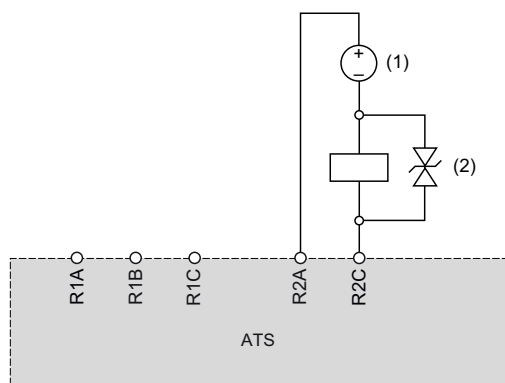 +
(1)
–
(2)
R1A
R1B
R1C
R2A
R2C
ATS